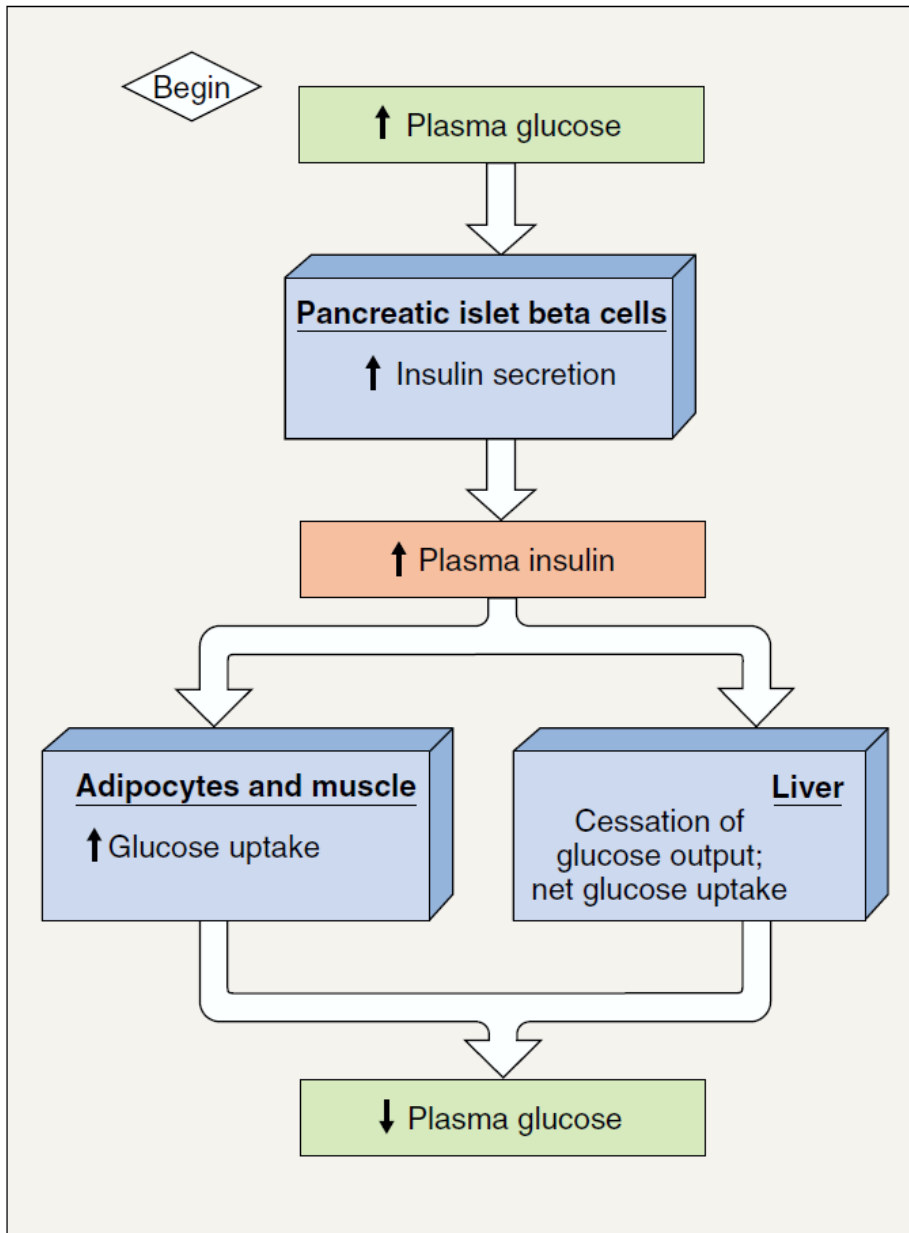 Begin
↑ Plasma glucose
Pancreatic islet beta cells
↑ Insulin secretion
↑ Plasma insulin
Adipocytes and muscle
↑ Glucose uptake
Liver
Cessation of
glucose output;
net glucose uptake
↓ Plasma glucose